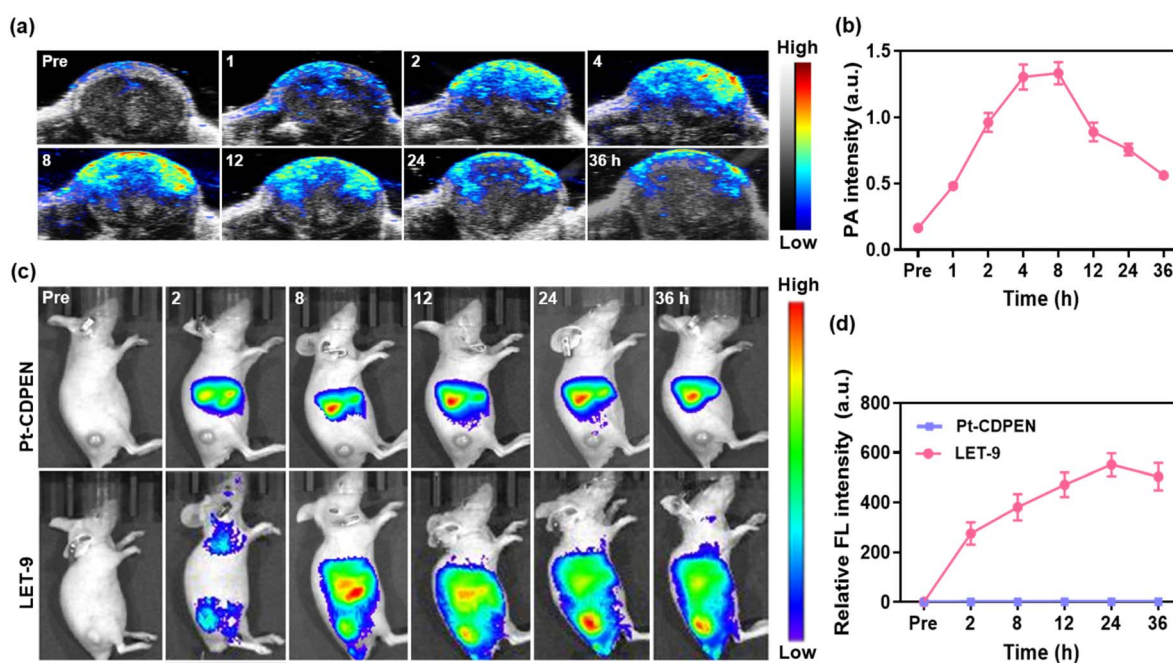 (a)
Pre
1
2
4
8
12
24
36 h
High
Low
(b)
PA intensity (a.u.)
1.5
1.0
0.5
0.0
Pre 1 2 4 8 12 24 36
Time (h)
(c)
Pre
2
8
12
24
36 h
Pt-CDPEN
LET-9
High
Low
(d)
Relative FL intensity (a.u.)
800
600
400
200
0
Pt-CDPEN
LET-9
Pre 2 8 12 24 36
Time (h)